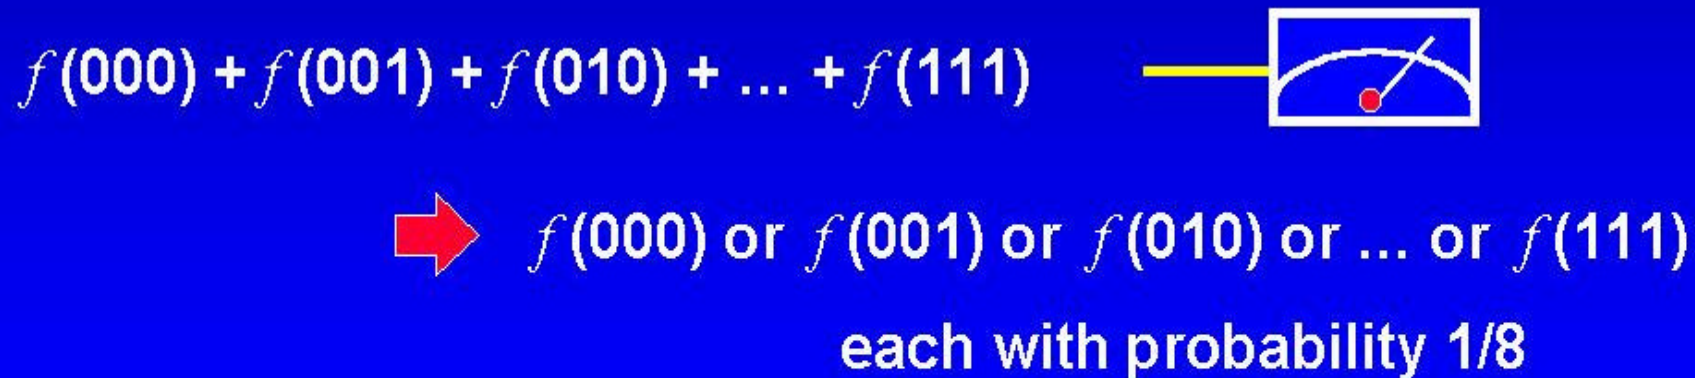 f(000) + f(001) + f(010) + ... + f(111)
f(000) or f(001) or f(010) or ... or f(111)
each with probability 1/8